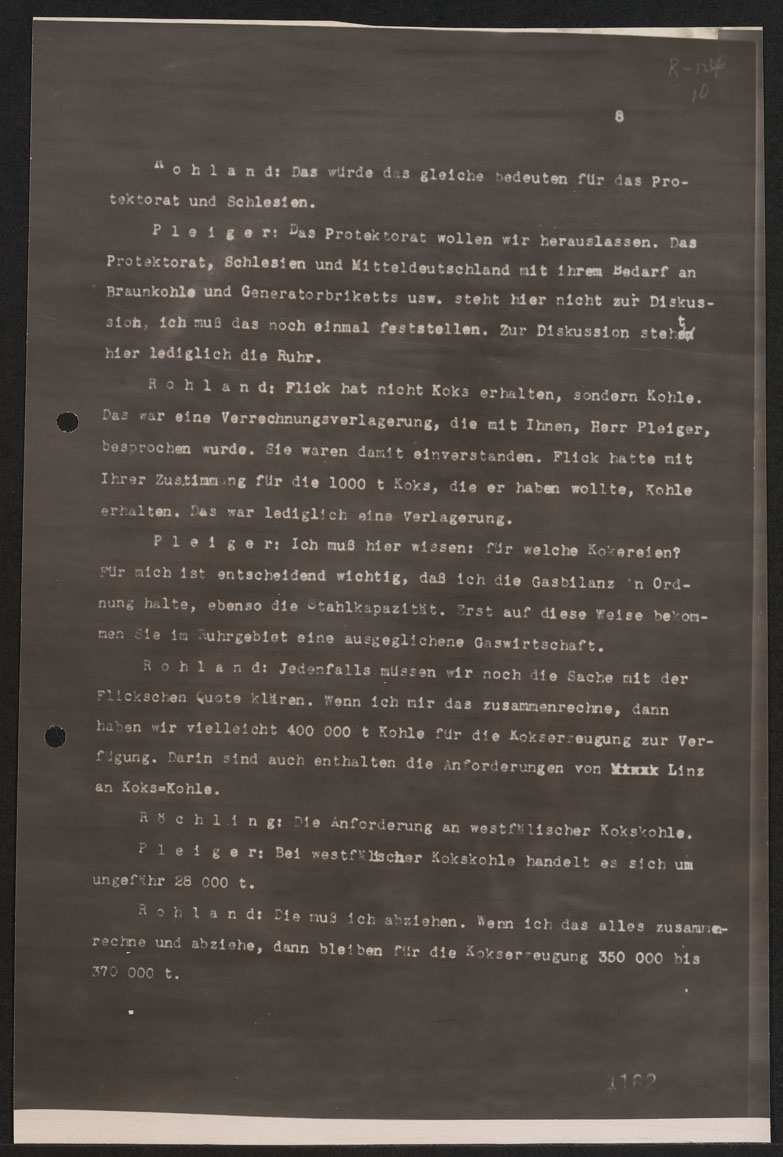 R-124
10
8
R o h l a n d: Das würde das gleiche bedeuten für das Pro-
tektorat und Schlesien.
P l e i g e r: Das Protektorat wollen wir herauslassen. Das
Protektorat, Schlesien und Mitteldeutschland mit ihrem Bedarf an
Braunkohle und Generatorbriketts usw. steht hier nicht zur Diskus-
sion, ich muß das noch einmal feststellen. Zur Diskussion steht
hier lediglich die Ruhr.
R o h l a n d: Flick hat nicht Koks erhalten, sondern Kohle.
Das war eine Verrechnungsverlagerung, die mit Ihnen, Herr Pleiger,
besprochen wurde. Sie waren damit einverstanden. Flick hatte mit
Ihrer Zustimmung für die 1000 t Koks, die er haben wollte, Kohle
erhalten. Das war lediglich eine Verlagerung.
P l e i g e r: Ich muß hier wissen: für welche Kokereien?
Für mich ist entscheidend wichtig, daß ich die Gasbilanz in Ord-
nung halte, ebenso die Stahlkapazität. Erst auf diese Weise bekom-
men Sie im Ruhrgebiet eine ausgeglichene Gaswirtschaft.
R o h l a n d: Jedenfalls müssen wir noch die Sache mit der
Flickschen Quote klären. Wenn ich mir das zusammenrechne, dann
haben wir vielleicht 400 000 t Kohle für die Kokserzeugung zur Ver-
fügung. Darin sind auch enthalten die Anforderungen von Linz
an Koks=Kohle.
R ö c h l i n g: Die Anforderung an westfälischer Kokskohle.
P l e i g e r: Bei westfälischer Kokskohle handelt es sich um
ungefähr 28 000 t.
R o h l a n d: Die muß ich abziehen. Wenn ich das alles zusammen-
rechne und abziehe, dann bleiben für die Kokserzeugung 350 000 bis
370 000 t.
1162